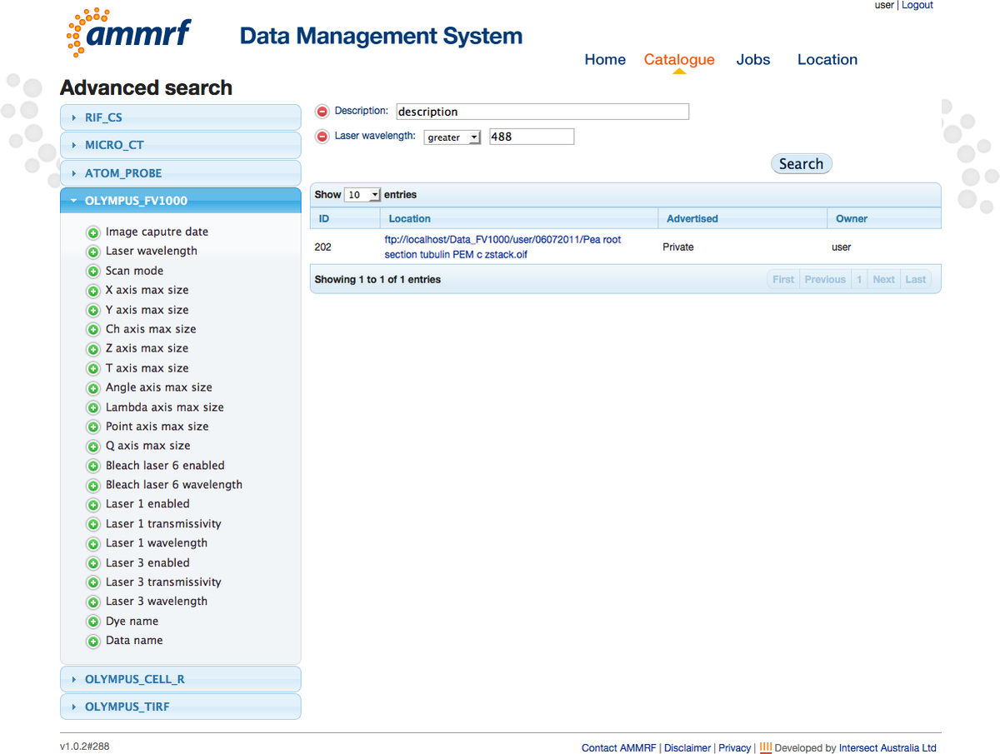 user | Logout
ammrf
Data Management System
Home Catalogue Jobs Location
Advanced search
RIF_CS
MICRO_CT
ATOM_PROBE
OLYMPUS_FV1000
Image caputre date
Laser wavelength
Scan mode
X axis max size
Y axis max size
Ch axis max size
Z axis max size
T axis max size
Angle axis max size
Lambda axis max size
Point axis max size
Q axis max size
Bleach laser 6 enabled
Bleach laser 6 wavelength
Laser 1 enabled
Laser 1 transmissivity
Laser 1 wavelength
Laser 3 enabled
Laser 3 transmissivity
Laser 3 wavelength
Dye name
Data name
OLYMPUS_CELL_R
OLYMPUS_TIRF
Description: description
Laser wavelength: greater 488
Search
Show 10 entries
ID Location Advertised Owner
202 ftp://localhost/Data_FV1000/user/06072011/Pea root
section tubulin PEM c zstack.oif Private user
Showing 1 to 1 of 1 entries First Previous 1 Next Last
v1.0.2#288
Contact AMMRF | Disclaimer | Privacy | Developed by Intersect Australia Ltd